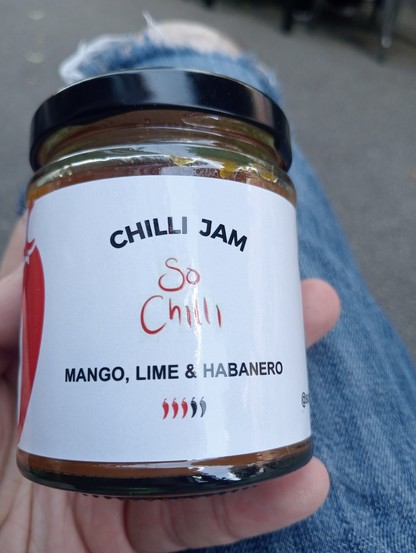 CHILLI JAM
So
Chilli
MANGO, LIME & HABANERO